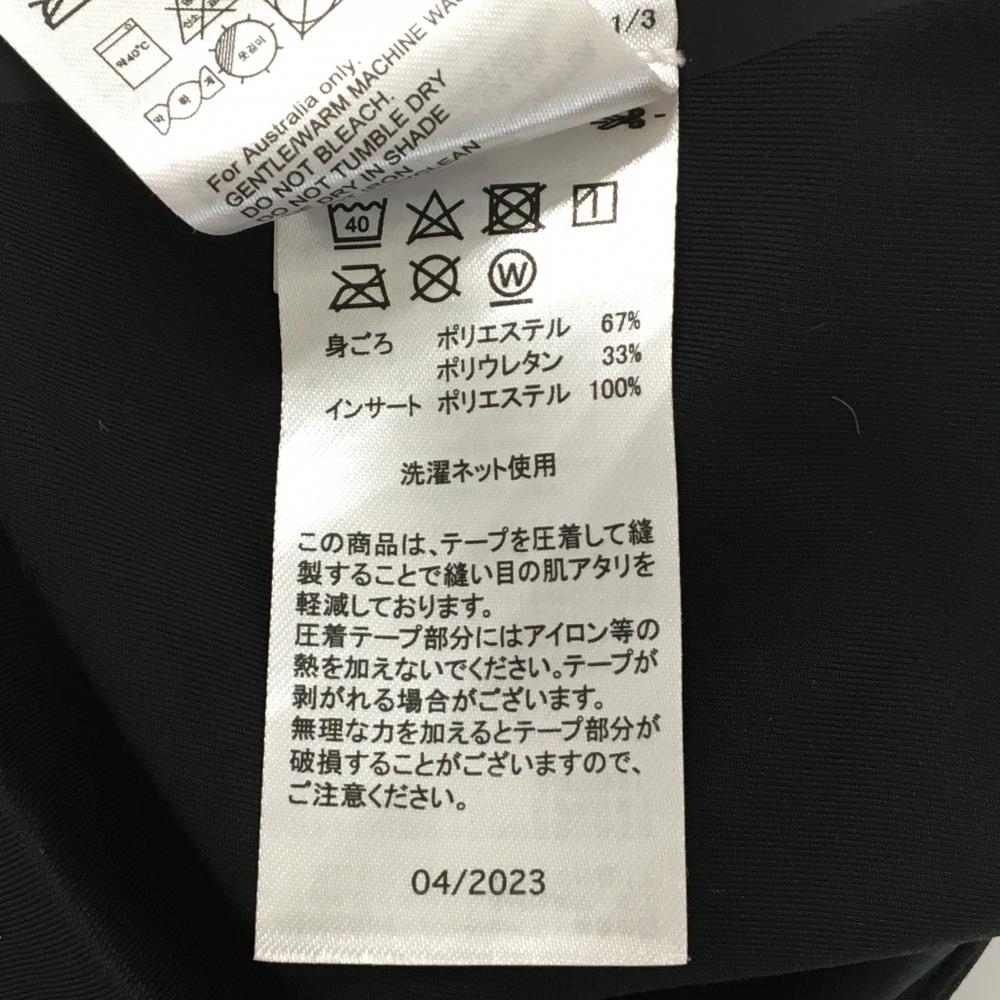 1/3
약40℃
옷걸이
약 하 게
For Australia only.
GENTLE/WARM MACHINE WA
DO NOT BLEACH.
DO NOT TUMBLE DRY
DRY IN SHADE
40
W
身ごろ ポリエステル 67%
ポリウレタン 33%
インサート ポリエステル 100%
洗濯ネット使用
この商品は、テープを圧着して縫
製することで縫い目の肌アタリを
軽減しております。
圧着テープ部分にはアイロン等の
熱を加えないでください。テープが
剥がれる場合がございます。
無理な力を加えるとテープ部分が
破損することがございますので、
ご注意ください。
04/2023